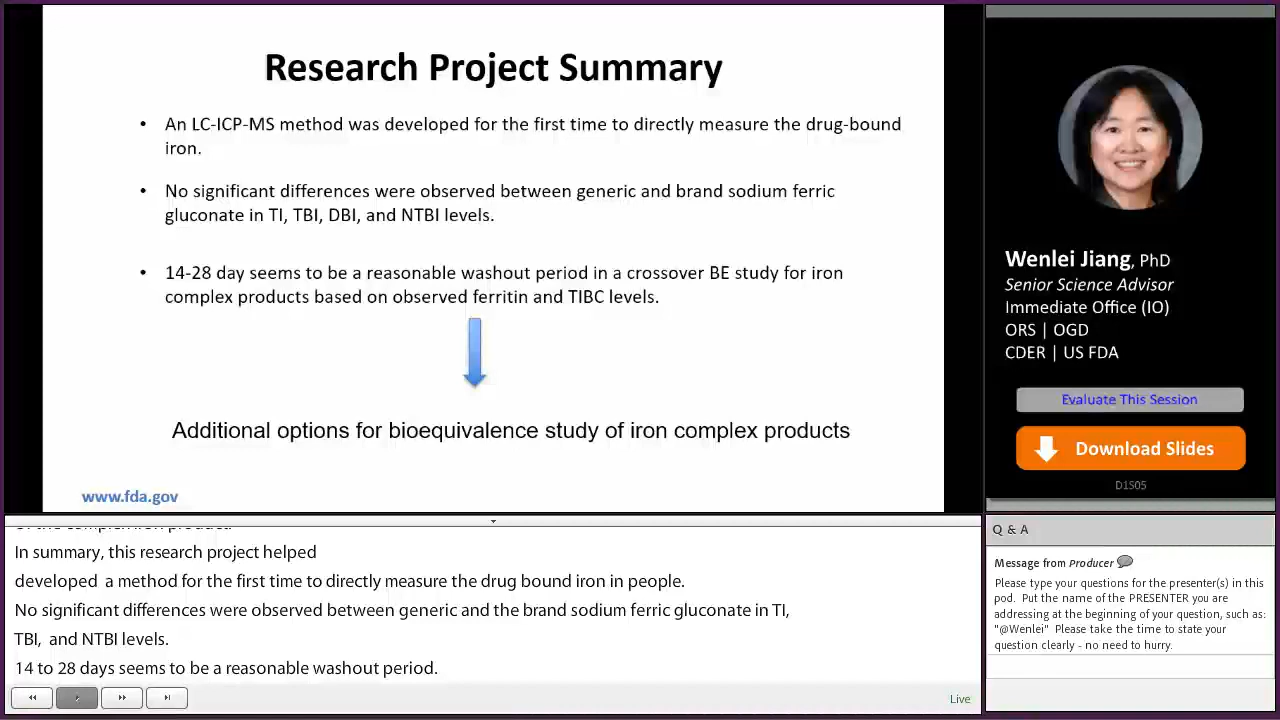 Research Project Summary
• An LC-ICP-MS method was developed for the first time to directly measure the drug-bound
iron.
• No significant differences were observed between generic and brand sodium ferric
gluconate in TI, TBI, DBI, and NTBI levels.
• 14-28 day seems to be a reasonable washout period in a crossover BE study for iron
complex products based on observed ferritin and TIBC levels.
Additional options for bioequivalence study of iron complex products
www.fda.gov
Wenlei Jiang, PhD
Senior Science Advisor
Immediate Office (IO)
ORS | OGD
CDER | US FDA
Evaluate This Session
Download Slides
D1S05
In summary, this research project helped
developed a method for the first time to directly measure the drug bound iron in people.
No significant differences were observed between generic and the brand sodium ferric gluconate in TI,
TBI, and NTBI levels.
14 to 28 days seems to be a reasonable washout period.
Live
Q & A
Message from Producer
Please type your questions for the presenter(s) in this
pod. Put the name of the PRESENTER you are
addressing at the beginning of your question, such as:
"@Wenlei" Please take the time to state your
question clearly - no need to hurry.